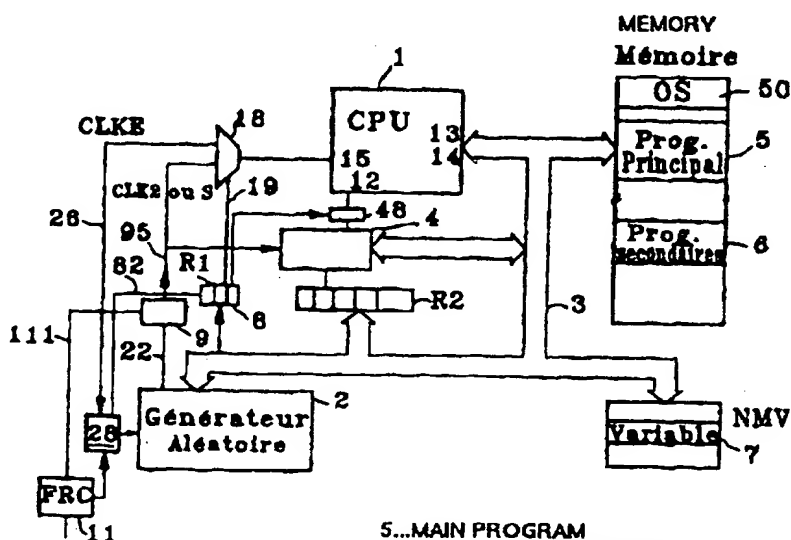 MEMORY
Mémoire
1
OS
50
CLKE
18
CPU
13
14
15
12
Prog.
Principal
5
CLK2 ou S
19
48
26
95
4
Prog.
secondaires
6
82
R1
8
R2
3
111
9
22
2
Générateur
Aléatoire
28
NMV
Variable
7
FRC
11
5...MAIN PROGRAM